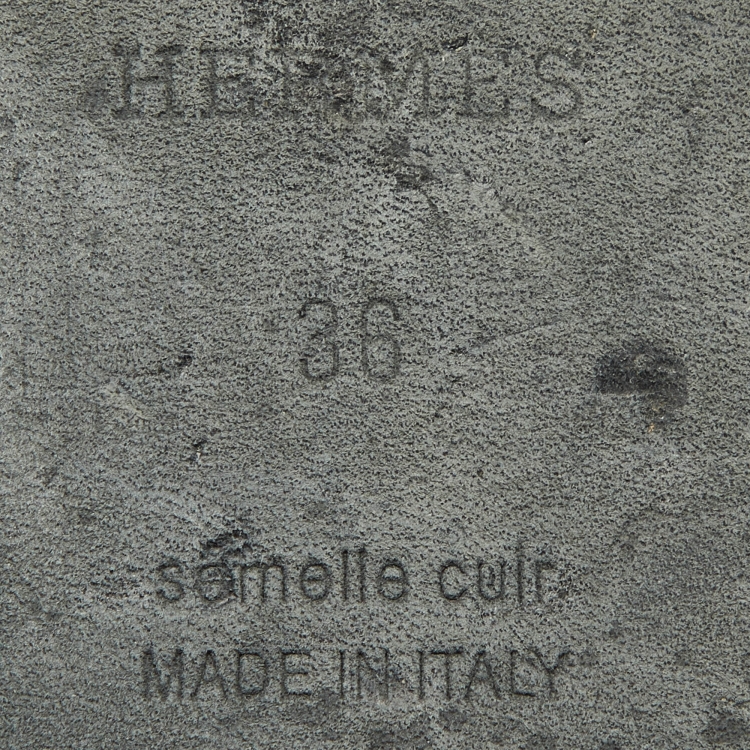 HERMES
36
semelle cuir
MADE IN ITALY